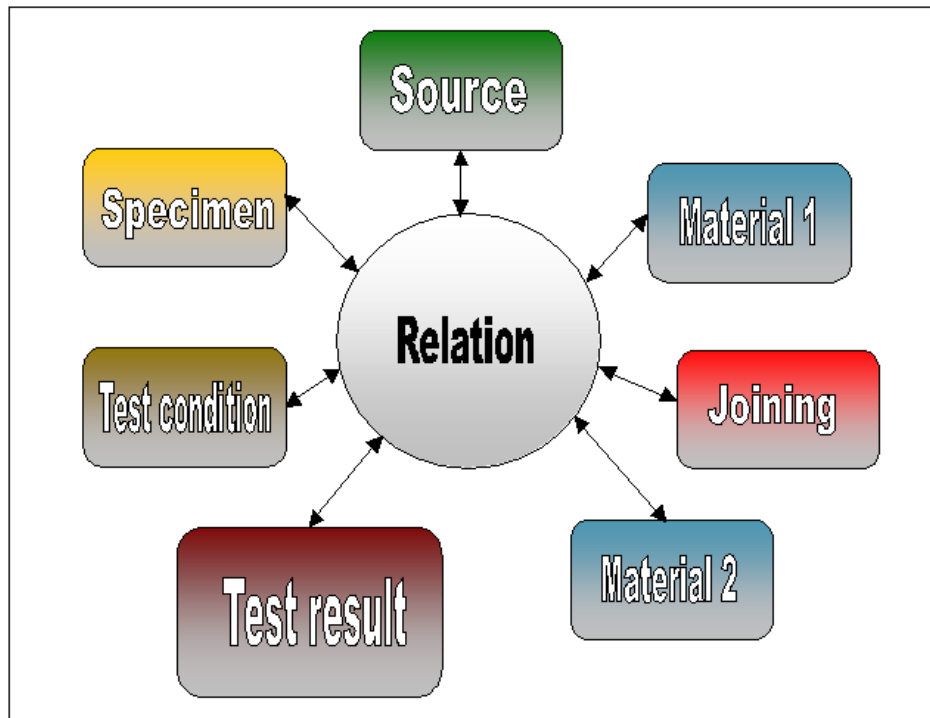 Source
Specimen
Material 1
Relation
Test condition
Joining
Test result
Material 2